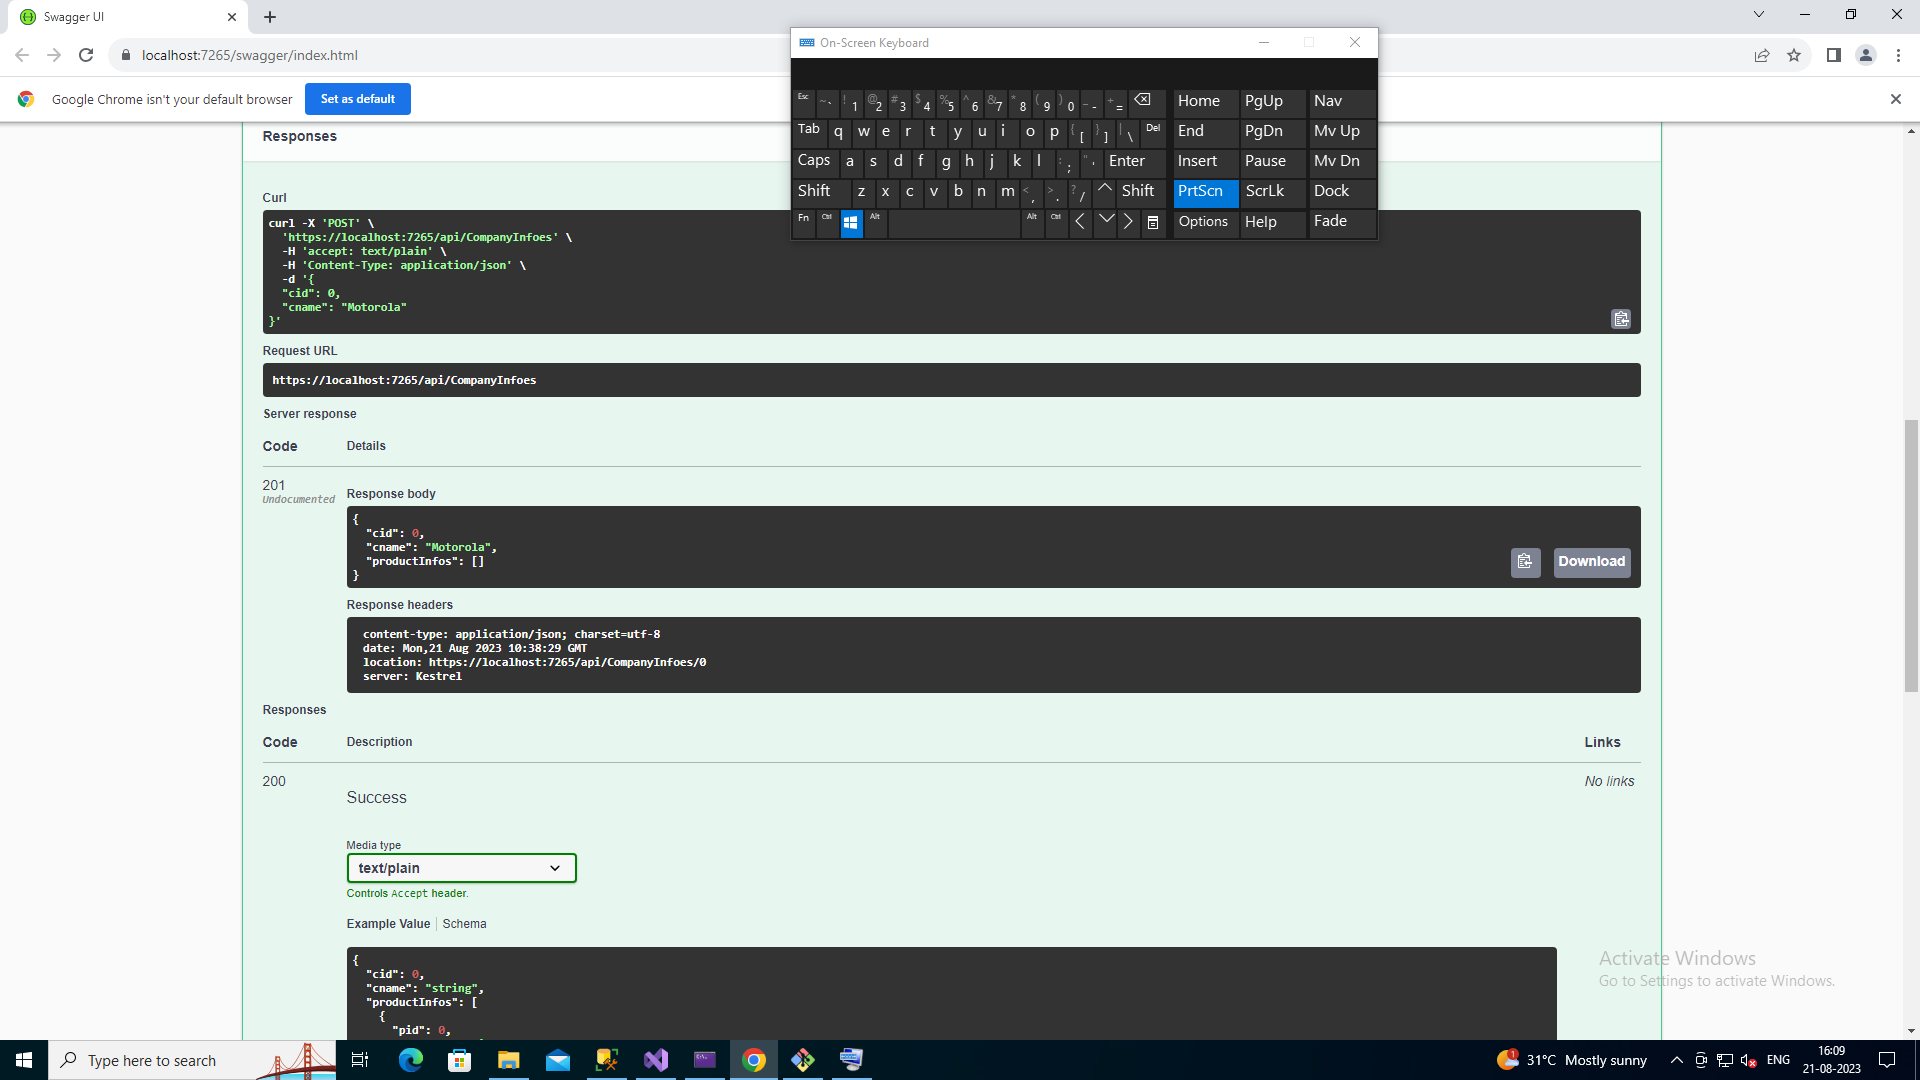 Swagger UI
localhost:7265/swagger/index.html
Google Chrome isn't your default browser
Set as default
On-Screen Keyboard
Esc ~ ` ! 1 @ 2 # 3 $ 4 % 5 ^ 6 & 7 * 8 ( 9 ) 0 _ - + = Home PgUp Nav
Tab q w e r t y u i o p { [ } ] | \ Del End PgDn Mv Up
Caps a s d f g h j k l : ; " ' Enter Insert Pause Mv Dn
Shift z x c v b n m < , > . ? / Shift PrtScn ScrLk Dock
Fn Ctrl Alt Alt Ctrl Options Help Fade
Responses
Curl
curl -X 'POST' \
'https://localhost:7265/api/CompanyInfoes' \
-H 'accept: text/plain' \
-H 'Content-Type: application/json' \
-d '{
"cid": 0,
"cname": "Motorola"
}'
Request URL
https://localhost:7265/api/CompanyInfoes
Server response
Code Details
201
Undocumented
Response body
{
"cid": 0,
"cname": "Motorola",
"productInfos": []
}
Download
Response headers
content-type: application/json; charset=utf-8
date: Mon,21 Aug 2023 10:38:29 GMT
location: https://localhost:7265/api/CompanyInfoes/0
server: Kestrel
Responses
Code Description Links
200 No links
Success
Media type
text/plain
Controls Accept header.
Example Value Schema
{
"cid": 0,
"cname": "string",
"productInfos": [
{
"pid": 0,
Activate Windows
Go to Settings to activate Windows.
Type here to search
1
31°C Mostly sunny
ENG
16:09
21-08-2023